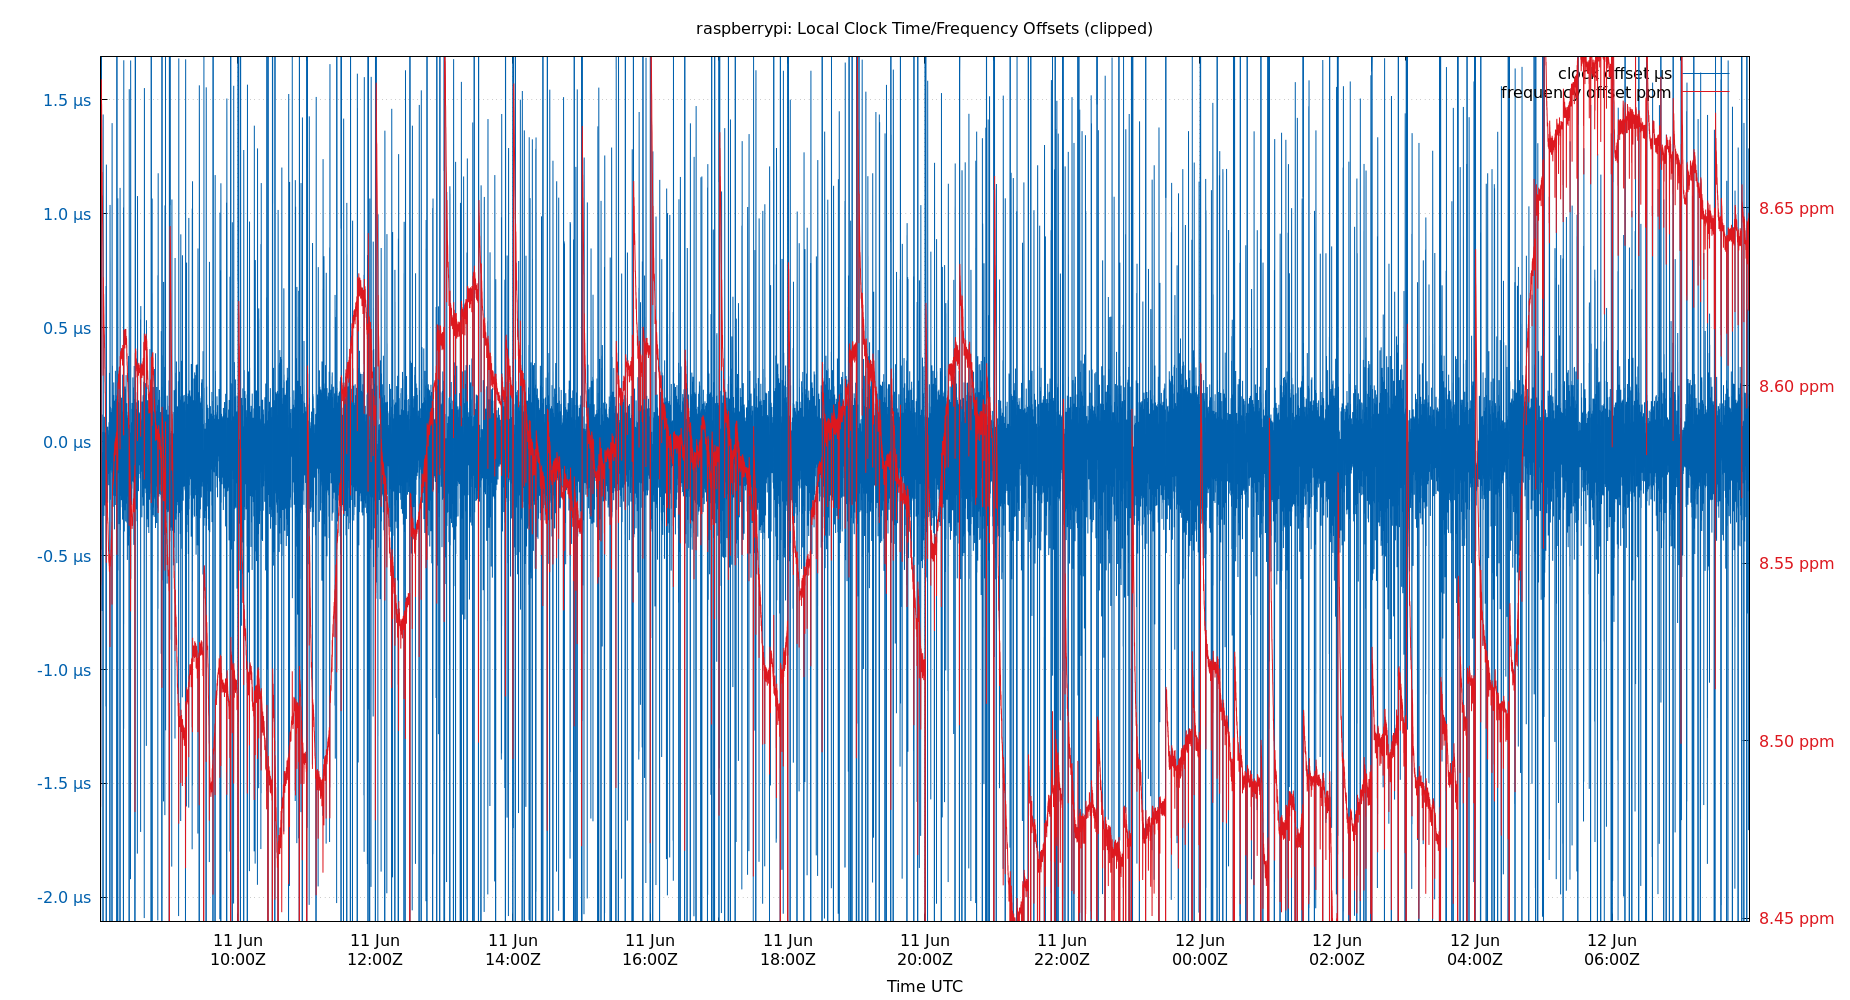 raspberrypi: Local Clock Time/Frequency Offsets (clipped)
clock offset µs
frequency offset ppm
1.5 µs
1.0 µs
0.5 µs
0.0 µs
-0.5 µs
-1.0 µs
-1.5 µs
-2.0 µs
8.65 ppm
8.60 ppm
8.55 ppm
8.50 ppm
8.45 ppm
11 Jun 11 Jun 11 Jun 11 Jun 11 Jun 11 Jun 11 Jun 12 Jun 12 Jun 12 Jun 12 Jun
10:00Z 12:00Z 14:00Z 16:00Z 18:00Z 20:00Z 22:00Z 00:00Z 02:00Z 04:00Z 06:00Z
Time UTC